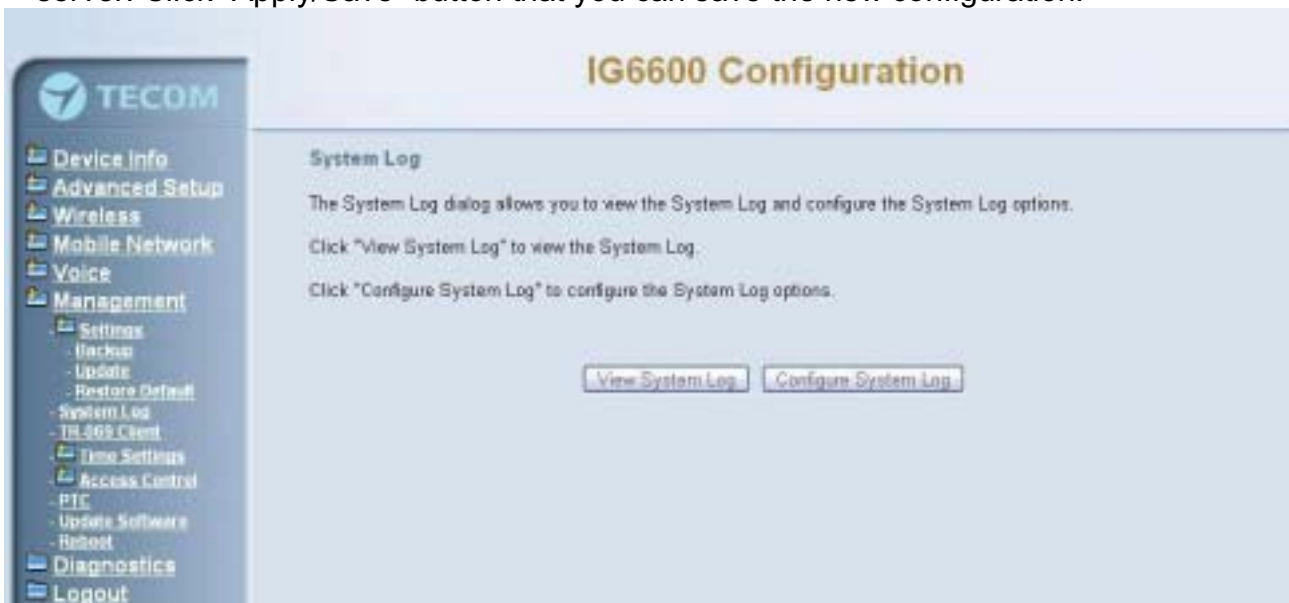 server. Click "Apply/Save" button that you can save the new configuration.
IG6600 Configuration
TECOM
Device Info
Advanced Setup
Wireless
Mobile Network
Voice
Management
- Settings
- Backup
- Update
- Restore Default
- System Log
- TR-069 Client
- Time Settings
- Access Control
- PTC
- Update Software
- Reboot
Diagnostics
Logout
System Log
The System Log dialog allows you to view the System Log and configure the System Log options.
Click "View System Log" to view the System Log.
Click "Configure System Log" to configure the System Log options.
View System Log
Configure System Log